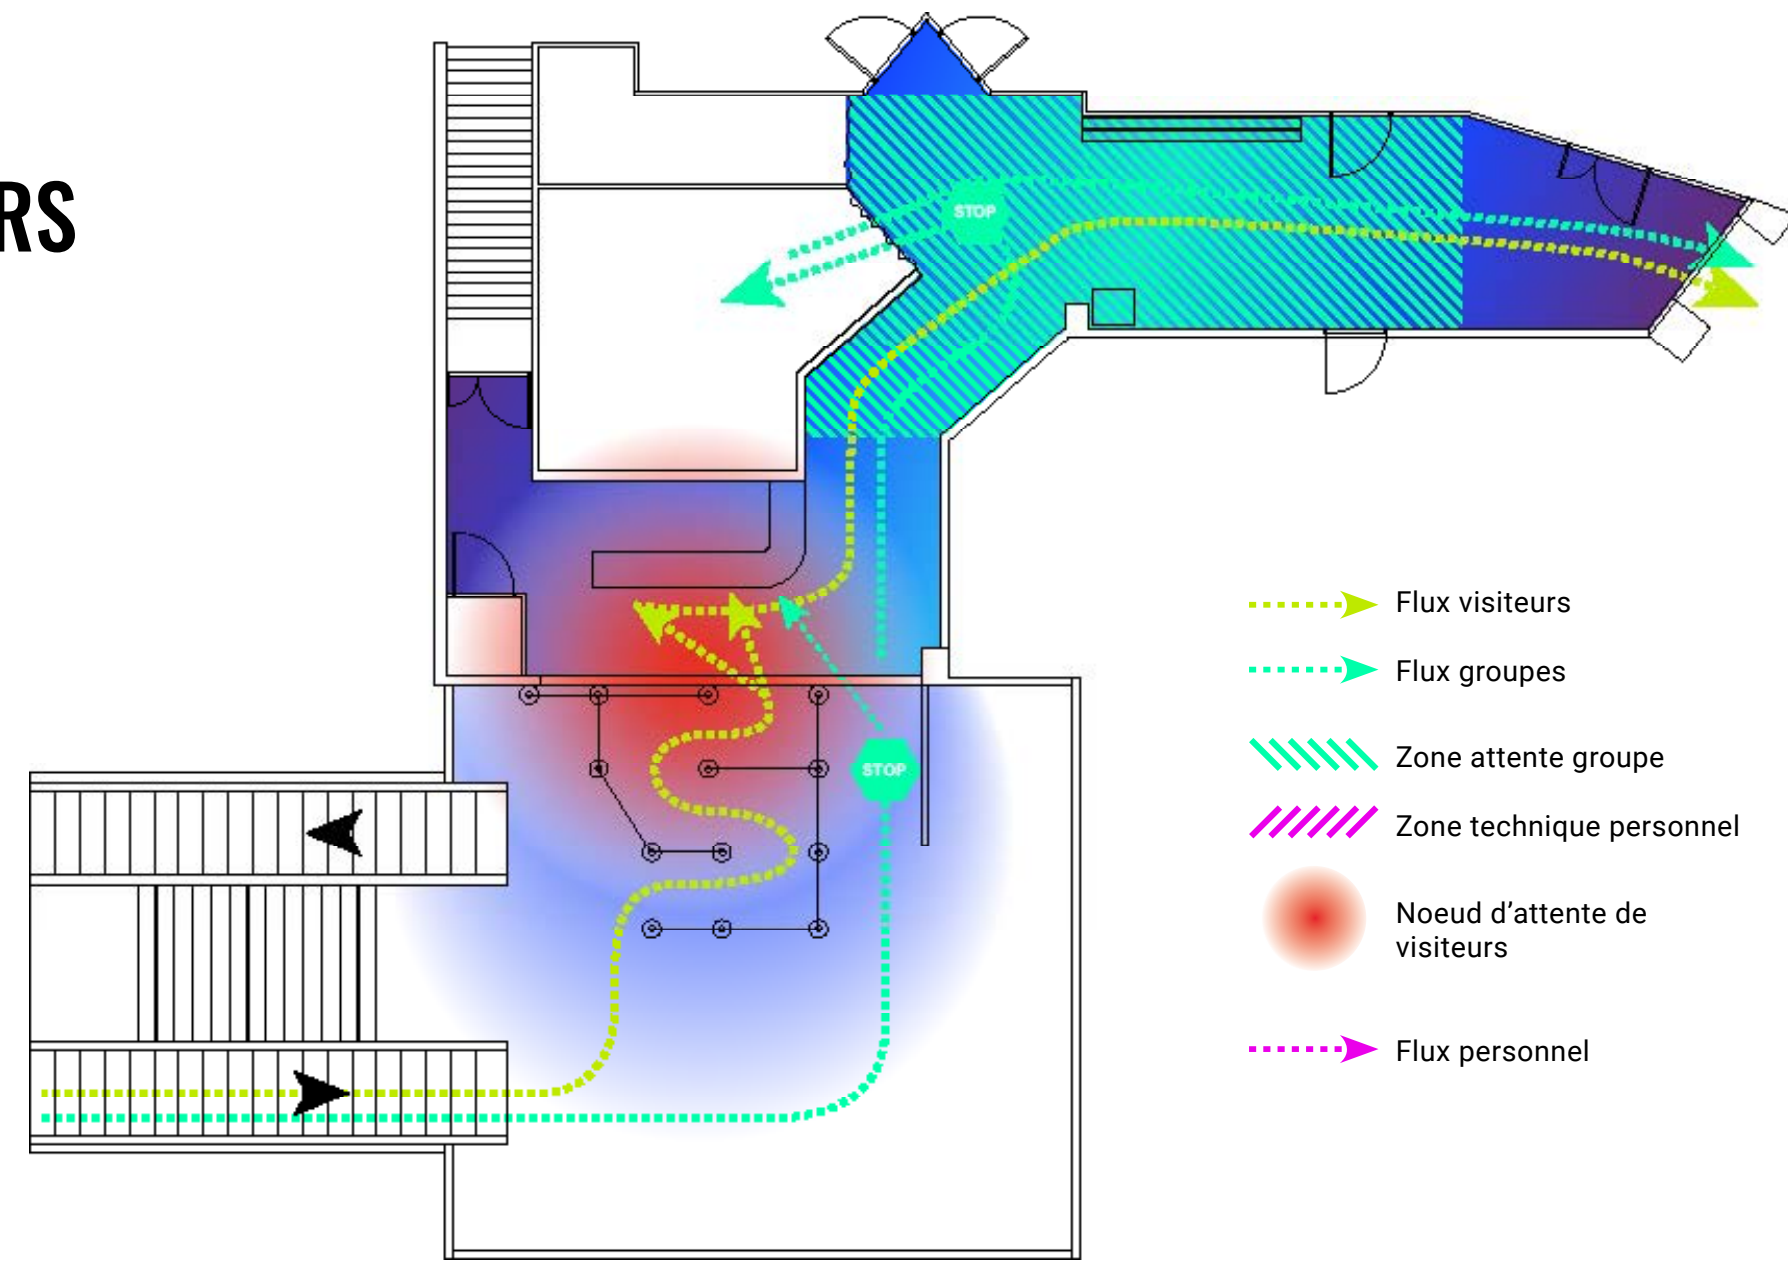 RS
STOP
STOP
Flux visiteurs
Flux groupes
Zone attente groupe
Zone technique personnel
Noeud d’attente de
visiteurs
Flux personnel